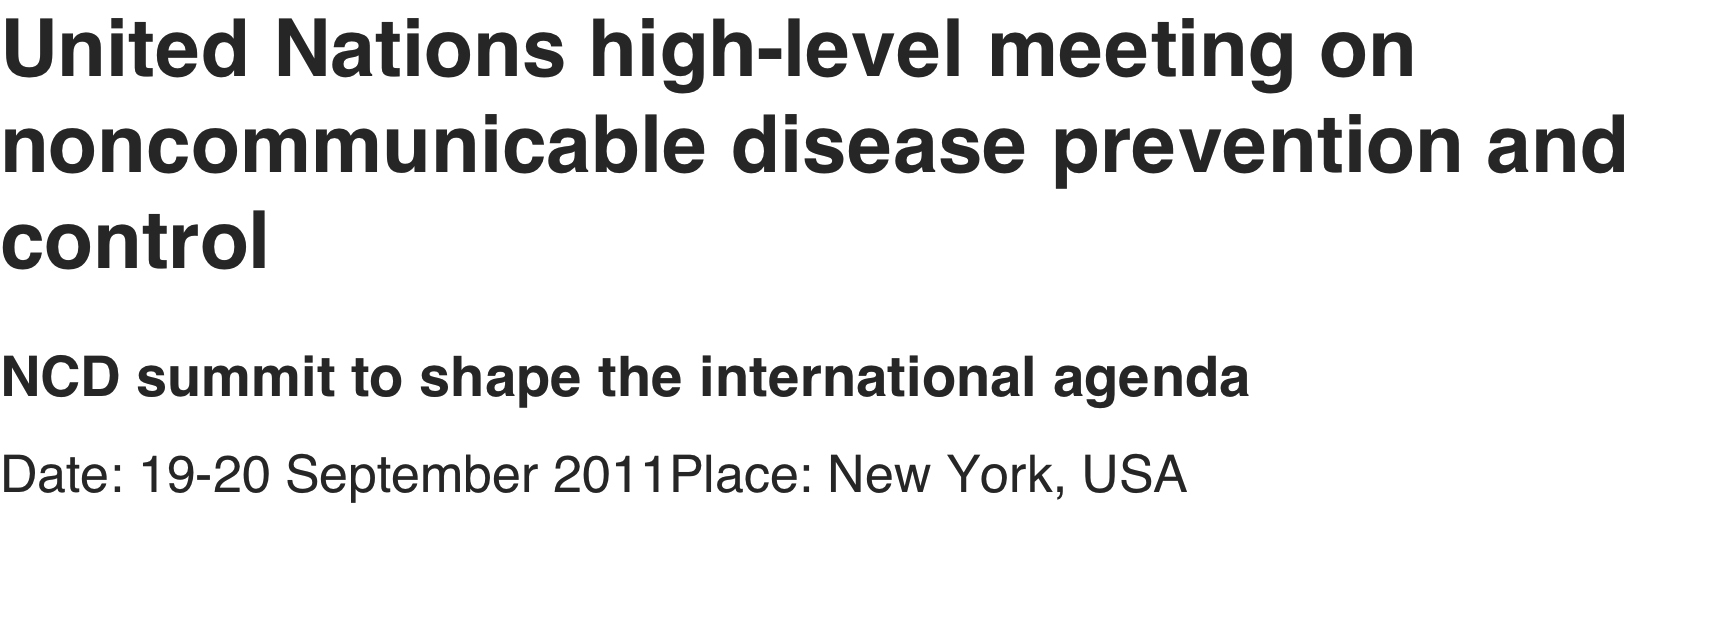 United Nations high-level meeting on
noncommunicable disease prevention and
control
NCD summit to shape the international agenda
Date: 19-20 September 2011Place: New York, USA